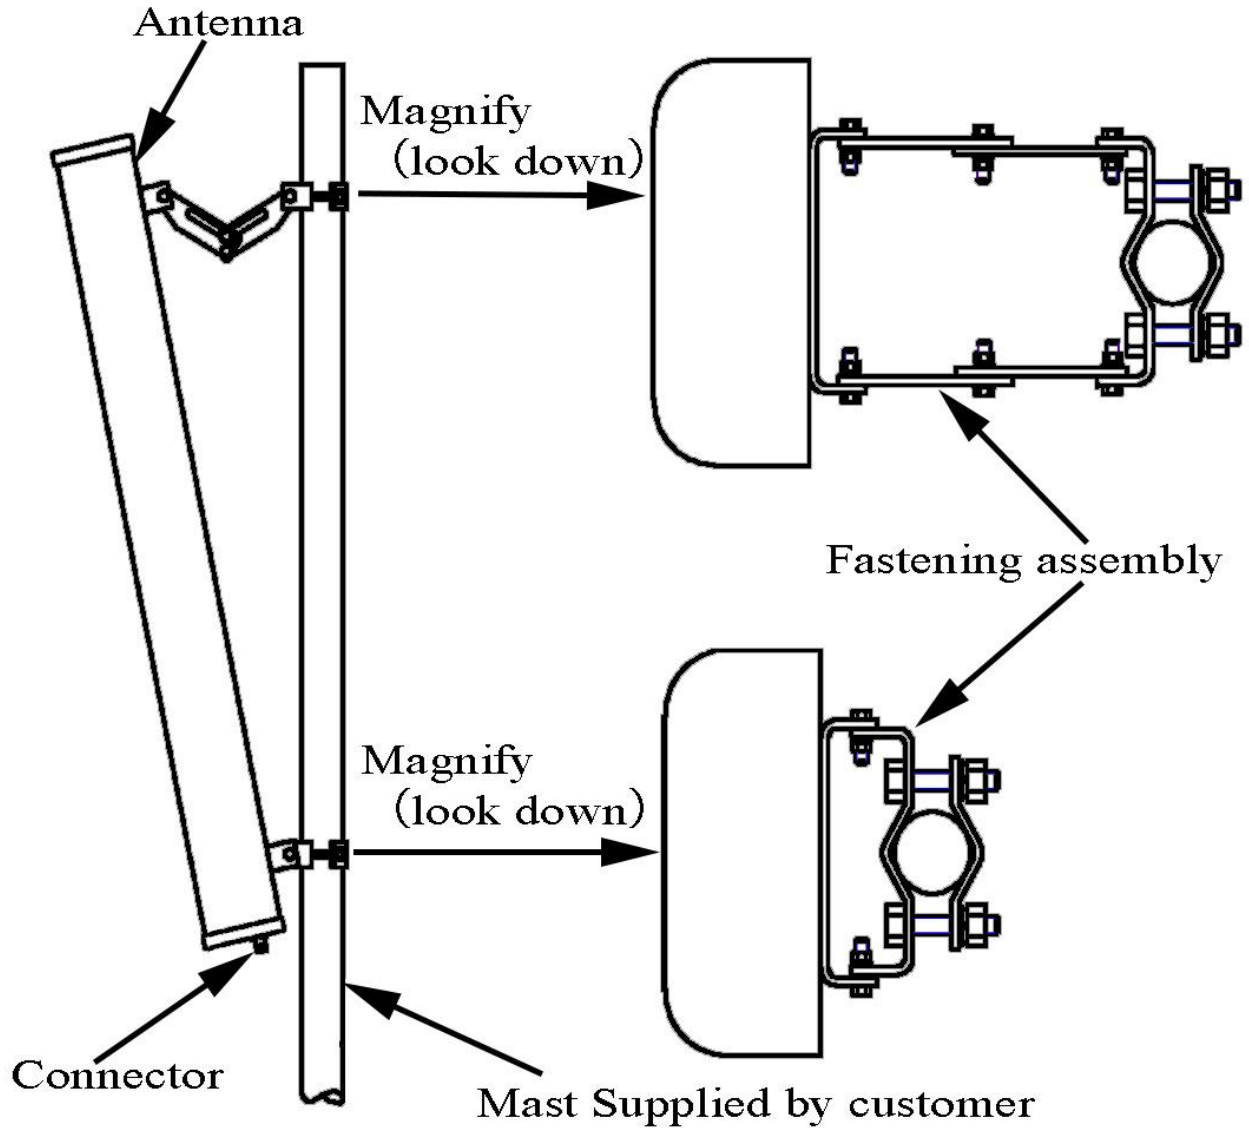 Antenna
Magnify
(look down)
Fastening assembly
Magnify
(look down)
Connector
Mast Supplied by customer